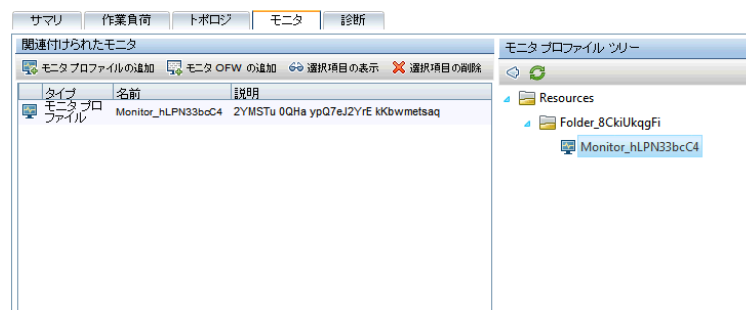 サマリ 作業負荷 トポロジ モニタ 診断
関連付けられたモニタ
モニタ プロファイルの追加 モニタ OFW の追加 選択項目の表示 選択項目の削除
タイプ 名前 説明
モニタ プロ
ファイル
Monitor_hLPN33bcC4 2YMSTu 0QHa ypQ7eJ2YrE kKbwmetsaq
モニタ プロファイル ツリー
Resources
Folder_8CkiUkqgFi
Monitor_hLPN33bcC4